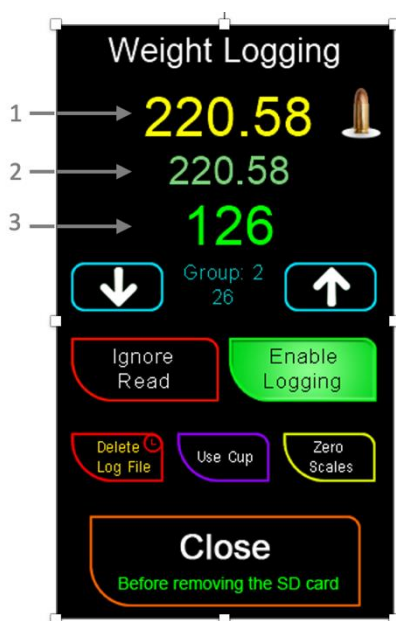 Weight Logging
1
220.58
2
220.58
3
126
Group: 2
26
Ignore
Read
Enable
Logging
Delete
Log File
L
Use Cup
Zero
Scales
Close
Before removing the SD card